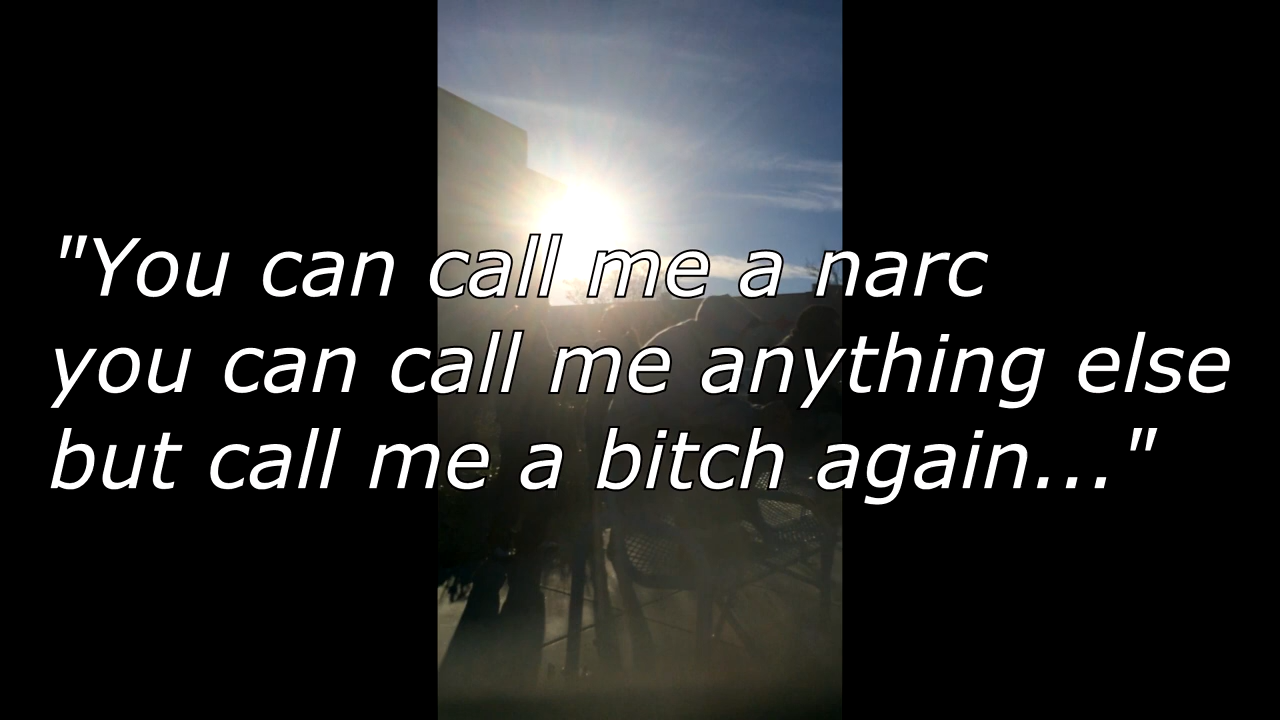 "You can call me a narc
you can call me anything else
but call me a bitch again..."